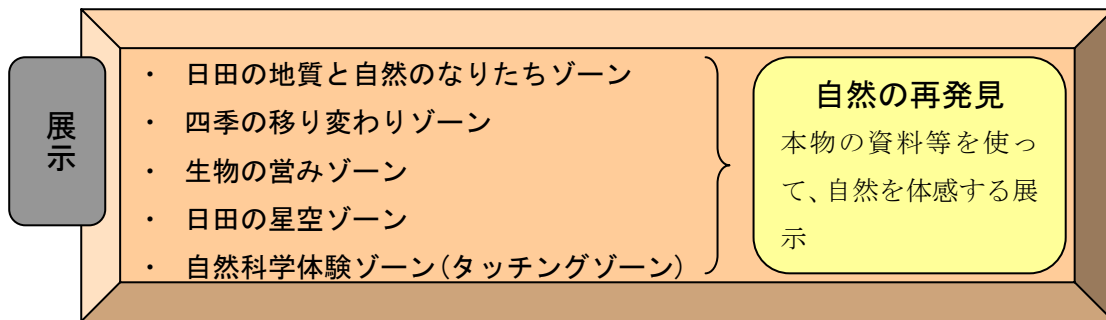 展示
・ 日田の地質と自然のなりたちゾーン
・ 四季の移り変わりゾーン
・ 生物の営みゾーン
・ 日田の星空ゾーン
・ 自然科学体験ゾーン(タッチングゾーン)
自然の再発見
本物の資料等を使っ
て、自然を体感する展
示